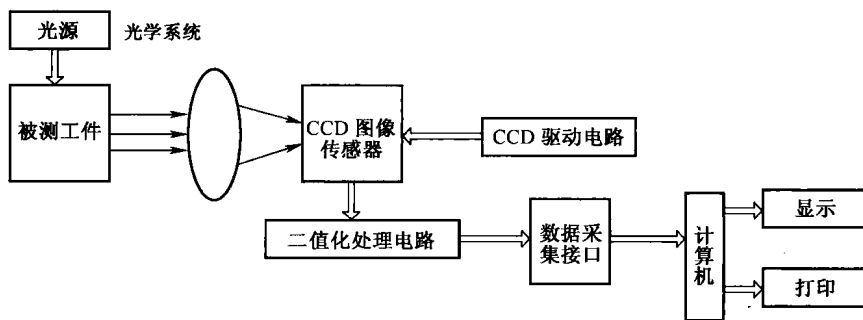 光源
光学系统
被测工件
CCD 图像
传感器
CCD 驱动电路
二值化处理电路
数据采
集接口
计
算
机
显示
打印